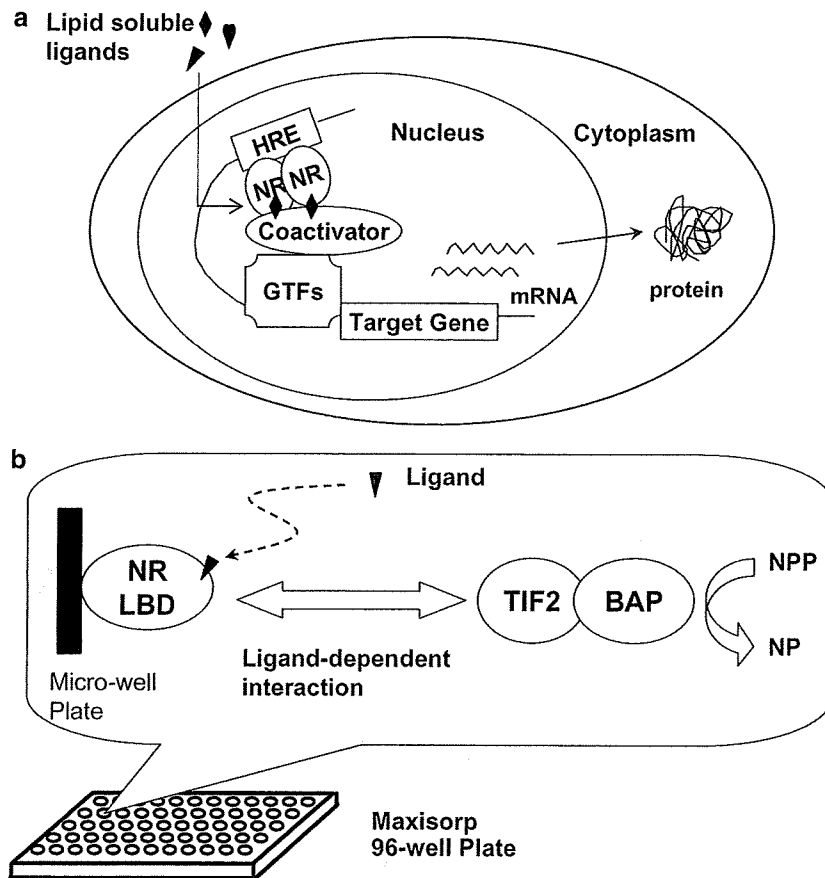 a
Lipid soluble
ligands
HRE
NR
NR
Nucleus
Cytoplasm
Coactivator
GTFs
mRNA
protein
Target Gene
b
Ligand
NR
LBD
TIF2
BAP
NPP
NP
Ligand-dependent
interaction
Micro-well
Plate
Maxisorp
96-well Plate